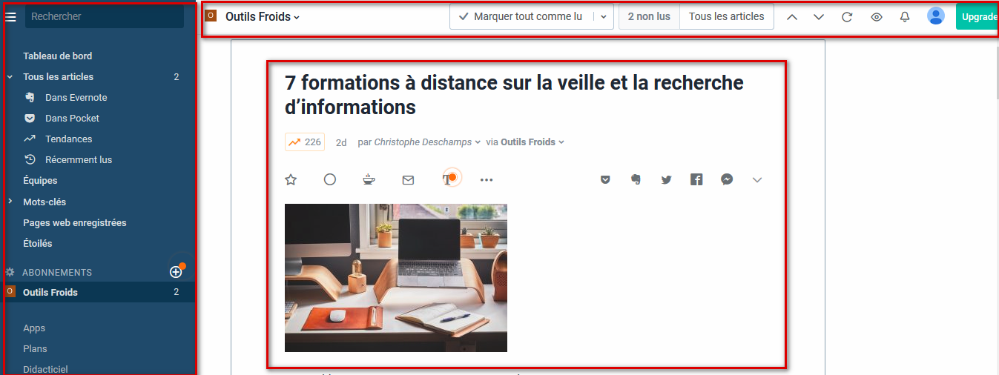 Rechercher
Tableau de bord
Tous les articles 2
Dans Evernote
Dans Pocket
Tendances
Récemment lus
Équipes
Mots-clés
Pages web enregistrées
Étoilés
ABONNEMENTS
O Outils Froids 2
Apps
Plans
Didacticiel
O Outils Froids Marquer tout comme lu 2 non lus Tous les articles Upgrade
7 formations à distance sur la veille et la recherche
d’informations
226 2d par Christophe Deschamps via Outils Froids
T